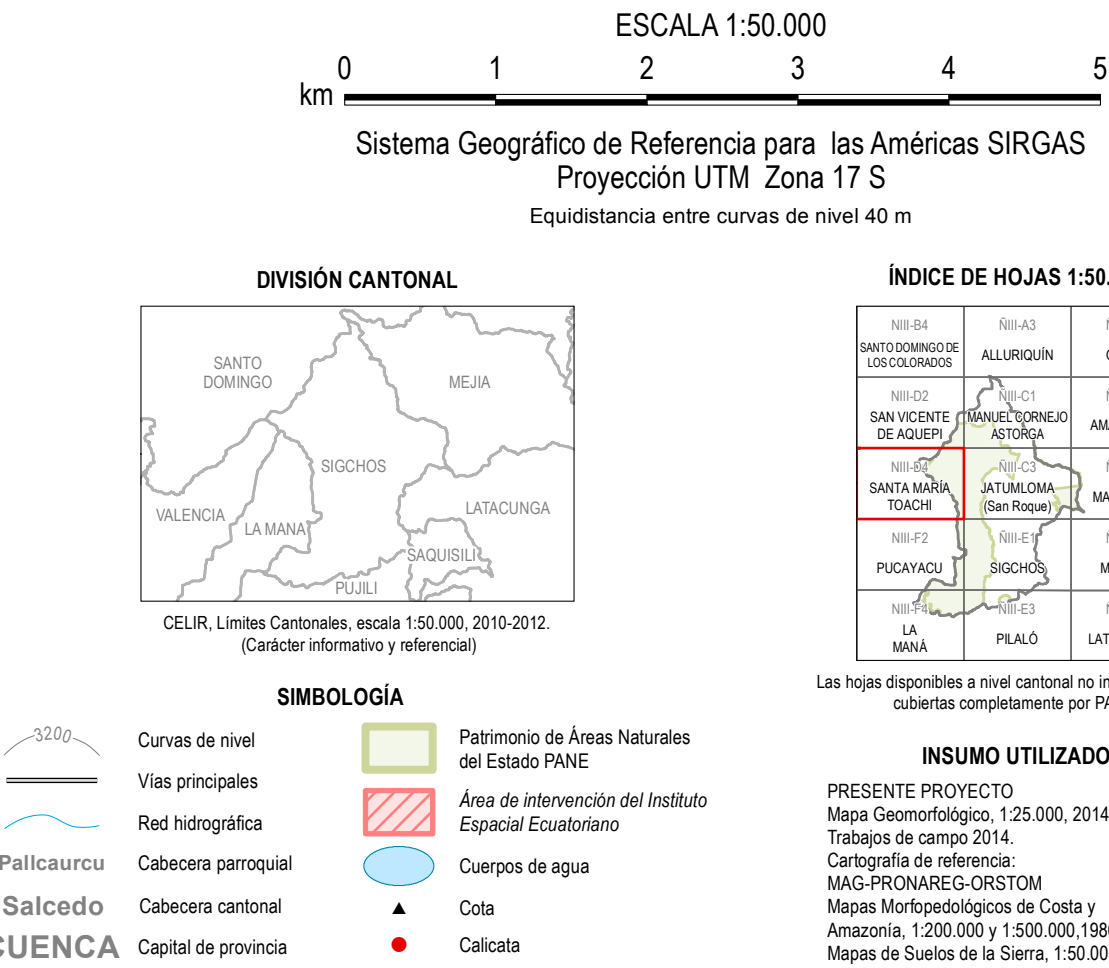 ESCALA 1:50.000
0 1 2 3 4 5
km
Sistema Geográfico de Referencia para las Américas SIRGAS
Proyección UTM Zona 17 S
Equidistancia entre curvas de nivel 40 m
DIVISIÓN CANTONAL
SANTO
DOMINGO
MEJIA
SIGCHOS
VALENCIA
LA MANA
LATACUNGA
SAQUISILI
PUJILI
CELIR, Límites Cantonales, escala 1:50.000, 2010-2012.
(Carácter informativo y referencial)
ÍNDICE DE HOJAS 1:50.
NIII-B4
SANTO DOMINGO DE
LOS COLORADOS
ÑIII-A3
ALLURIQUÍN
NIII-D2
SAN VICENTE
DE AQUEPI
ÑIII-C1
MANUEL CORNEJO
ASTORGA
NIII-D4
SANTA MARÍA
TOACHI
ÑIII-C3
JATUMLOMA
(San Roque)
NIII-F2
PUCAYACU
ÑIII-E1
SIGCHOS
NIII-F4
LA
MANÁ
ÑIII-E3
PILALÓ
Las hojas disponibles a nivel cantonal no in
cubiertas completamente por PA
SIMBOLOGÍA
3200
Curvas de nivel
Vías principales
Red hidrográfica
Pallcaurcu Cabecera parroquial
Salcedo Cabecera cantonal
CUENCA Capital de provincia
Patrimonio de Áreas Naturales
del Estado PANE
Área de intervención del Instituto
Espacial Ecuatoriano
Cuerpos de agua
Cota
Calicata
INSUMO UTILIZADO
PRESENTE PROYECTO
Mapa Geomorfológico, 1:25.000, 2014
Trabajos de campo 2014.
Cartografía de referencia:
MAG-PRONAREG-ORSTOM
Mapas Morfopedológicos de Costa y
Amazonía, 1:200.000 y 1:500.000,198
Mapas de Suelos de la Sierra, 1:50.00